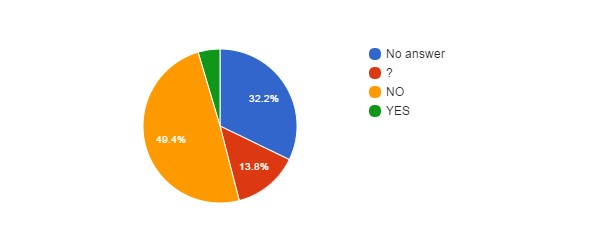 No answer
?
NO
YES
32.2%
49.4%
13.8%